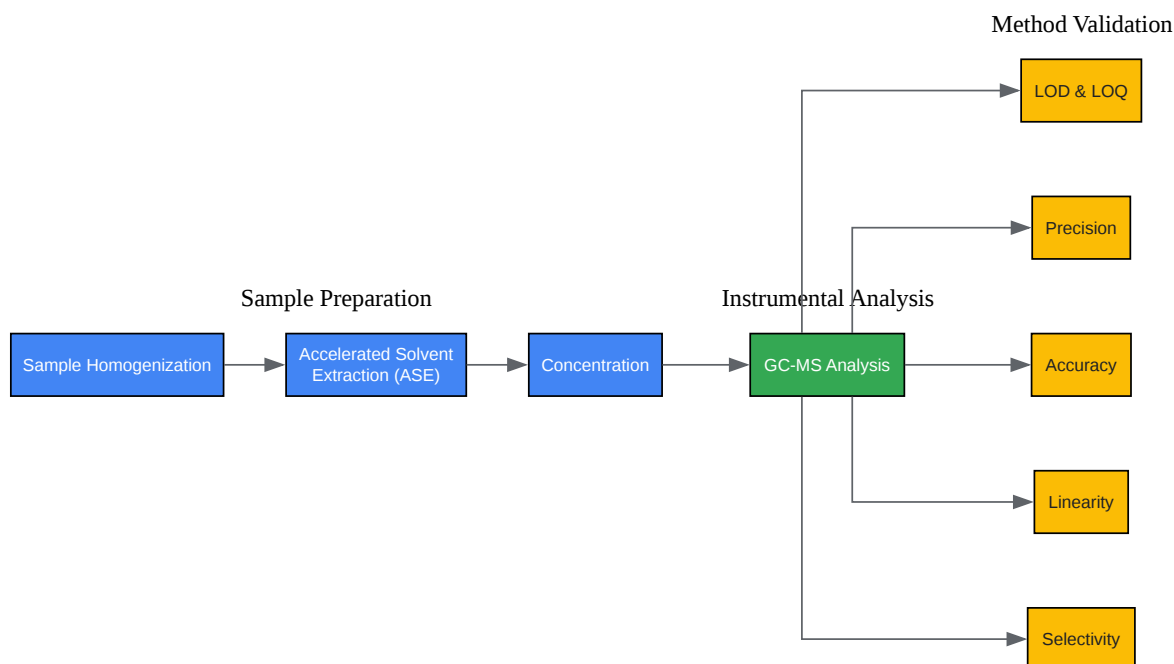 Method Validation
LOD & LOQ
Precision
Sample Preparation
Instrumental Analysis
Sample Homogenization
Accelerated Solvent
Extraction (ASE)
Concentration
GC-MS Analysis
Accuracy
Linearity
Selectivity